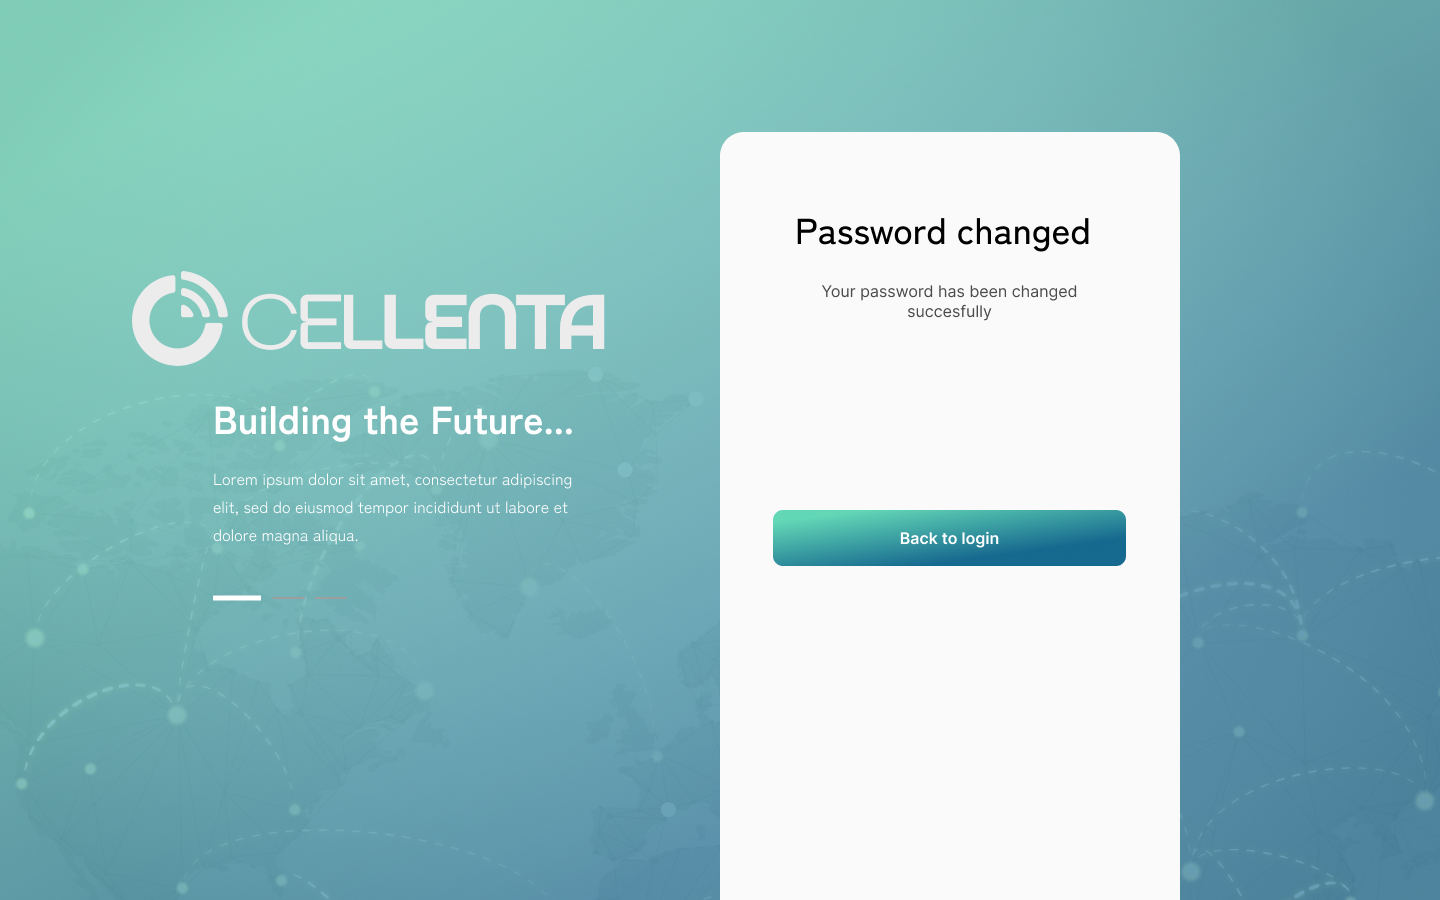 CELLENTA
Building the Future...
Lorem ipsum dolor sit amet, consectetur adipiscing
elit, sed do eiusmod tempor incididunt ut labore et
dolore magna aliqua.
Password changed
Your password has been changed
succesfully
Back to login